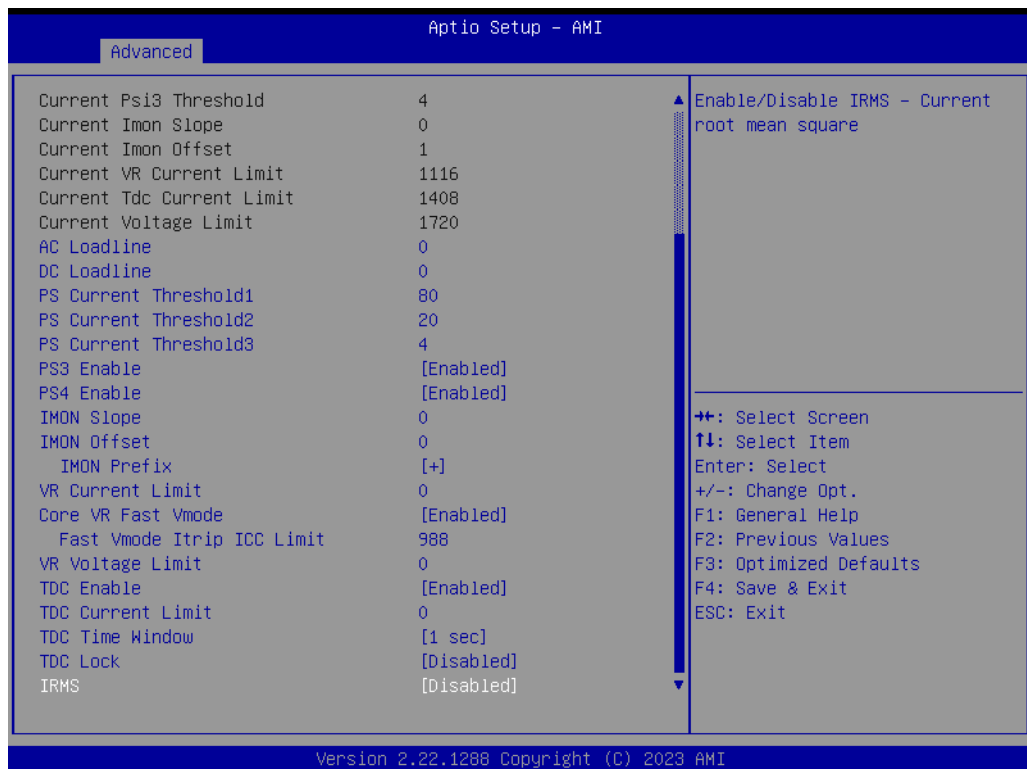 Aptio Setup – AMI
Advanced
Current Psi3 Threshold 4
Current Imon Slope 0
Current Imon Offset 1
Current VR Current Limit 1116
Current Tdc Current Limit 1408
Current Voltage Limit 1720
AC Loadline 0
DC Loadline 0
PS Current Threshold1 80
PS Current Threshold2 20
PS Current Threshold3 4
PS3 Enable [Enabled]
PS4 Enable [Enabled]
IMON Slope 0
IMON Offset 0
IMON Prefix [+]
VR Current Limit 0
Core VR Fast Vmode [Enabled]
Fast Vmode Itrip ICC Limit 988
VR Voltage Limit 0
TDC Enable [Enabled]
TDC Current Limit 0
TDC Time Window [1 sec]
TDC Lock [Disabled]
IRMS [Disabled]
Enable/Disable IRMS – Current
root mean square
→←: Select Screen
↑↓: Select Item
Enter: Select
+/-: Change Opt.
F1: General Help
F2: Previous Values
F3: Optimized Defaults
F4: Save & Exit
ESC: Exit
Version 2.22.1288 Copyright (C) 2023 AMI